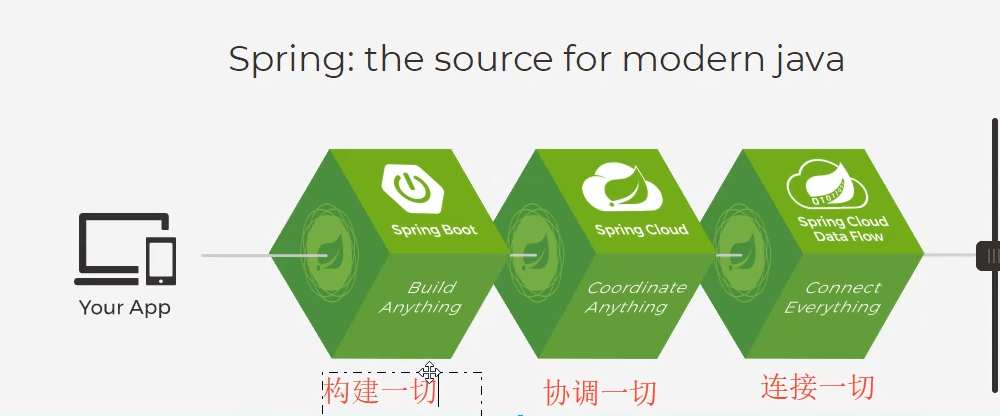 Spring: the source for modern java
Spring Boot
Spring Cloud
Spring Cloud
Data Flow
010110
Your App
Build
Anything
Coordinate
Anything
Connect
Everything
构建一切
协调一切
连接一切